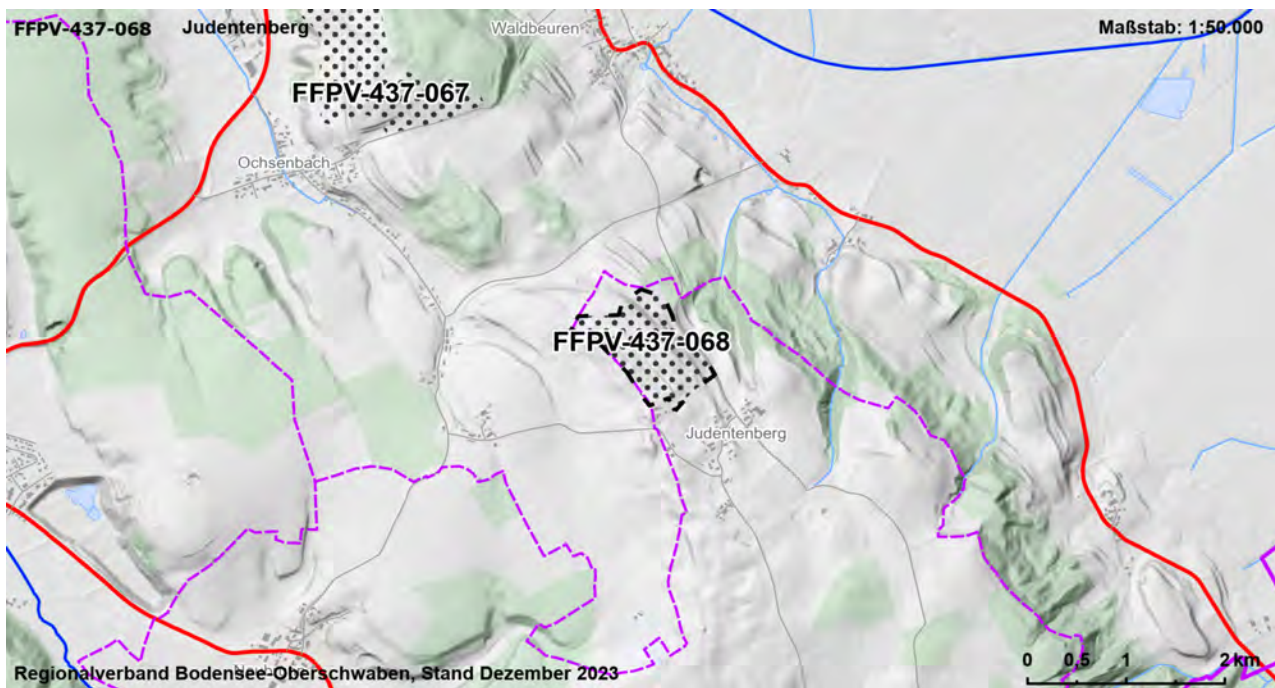 FFPV-437-068 Judentenberg
Waldbeuren
Maßstab: 1:50.000
FFPV-437-067
Ochsenbach
FFPV-437-068
Judentenberg
Regionalverband Bodensee-Oberschwaben, Stand Dezember 2023
0 0,5 1 2 km